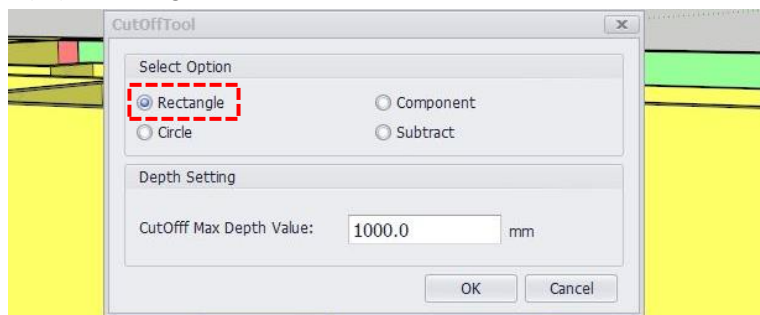 CutOffTool
Select Option
Rectangle
Component
Circle
Subtract
Depth Setting
CutOfff Max Depth Value: 1000.0 mm
OK Cancel